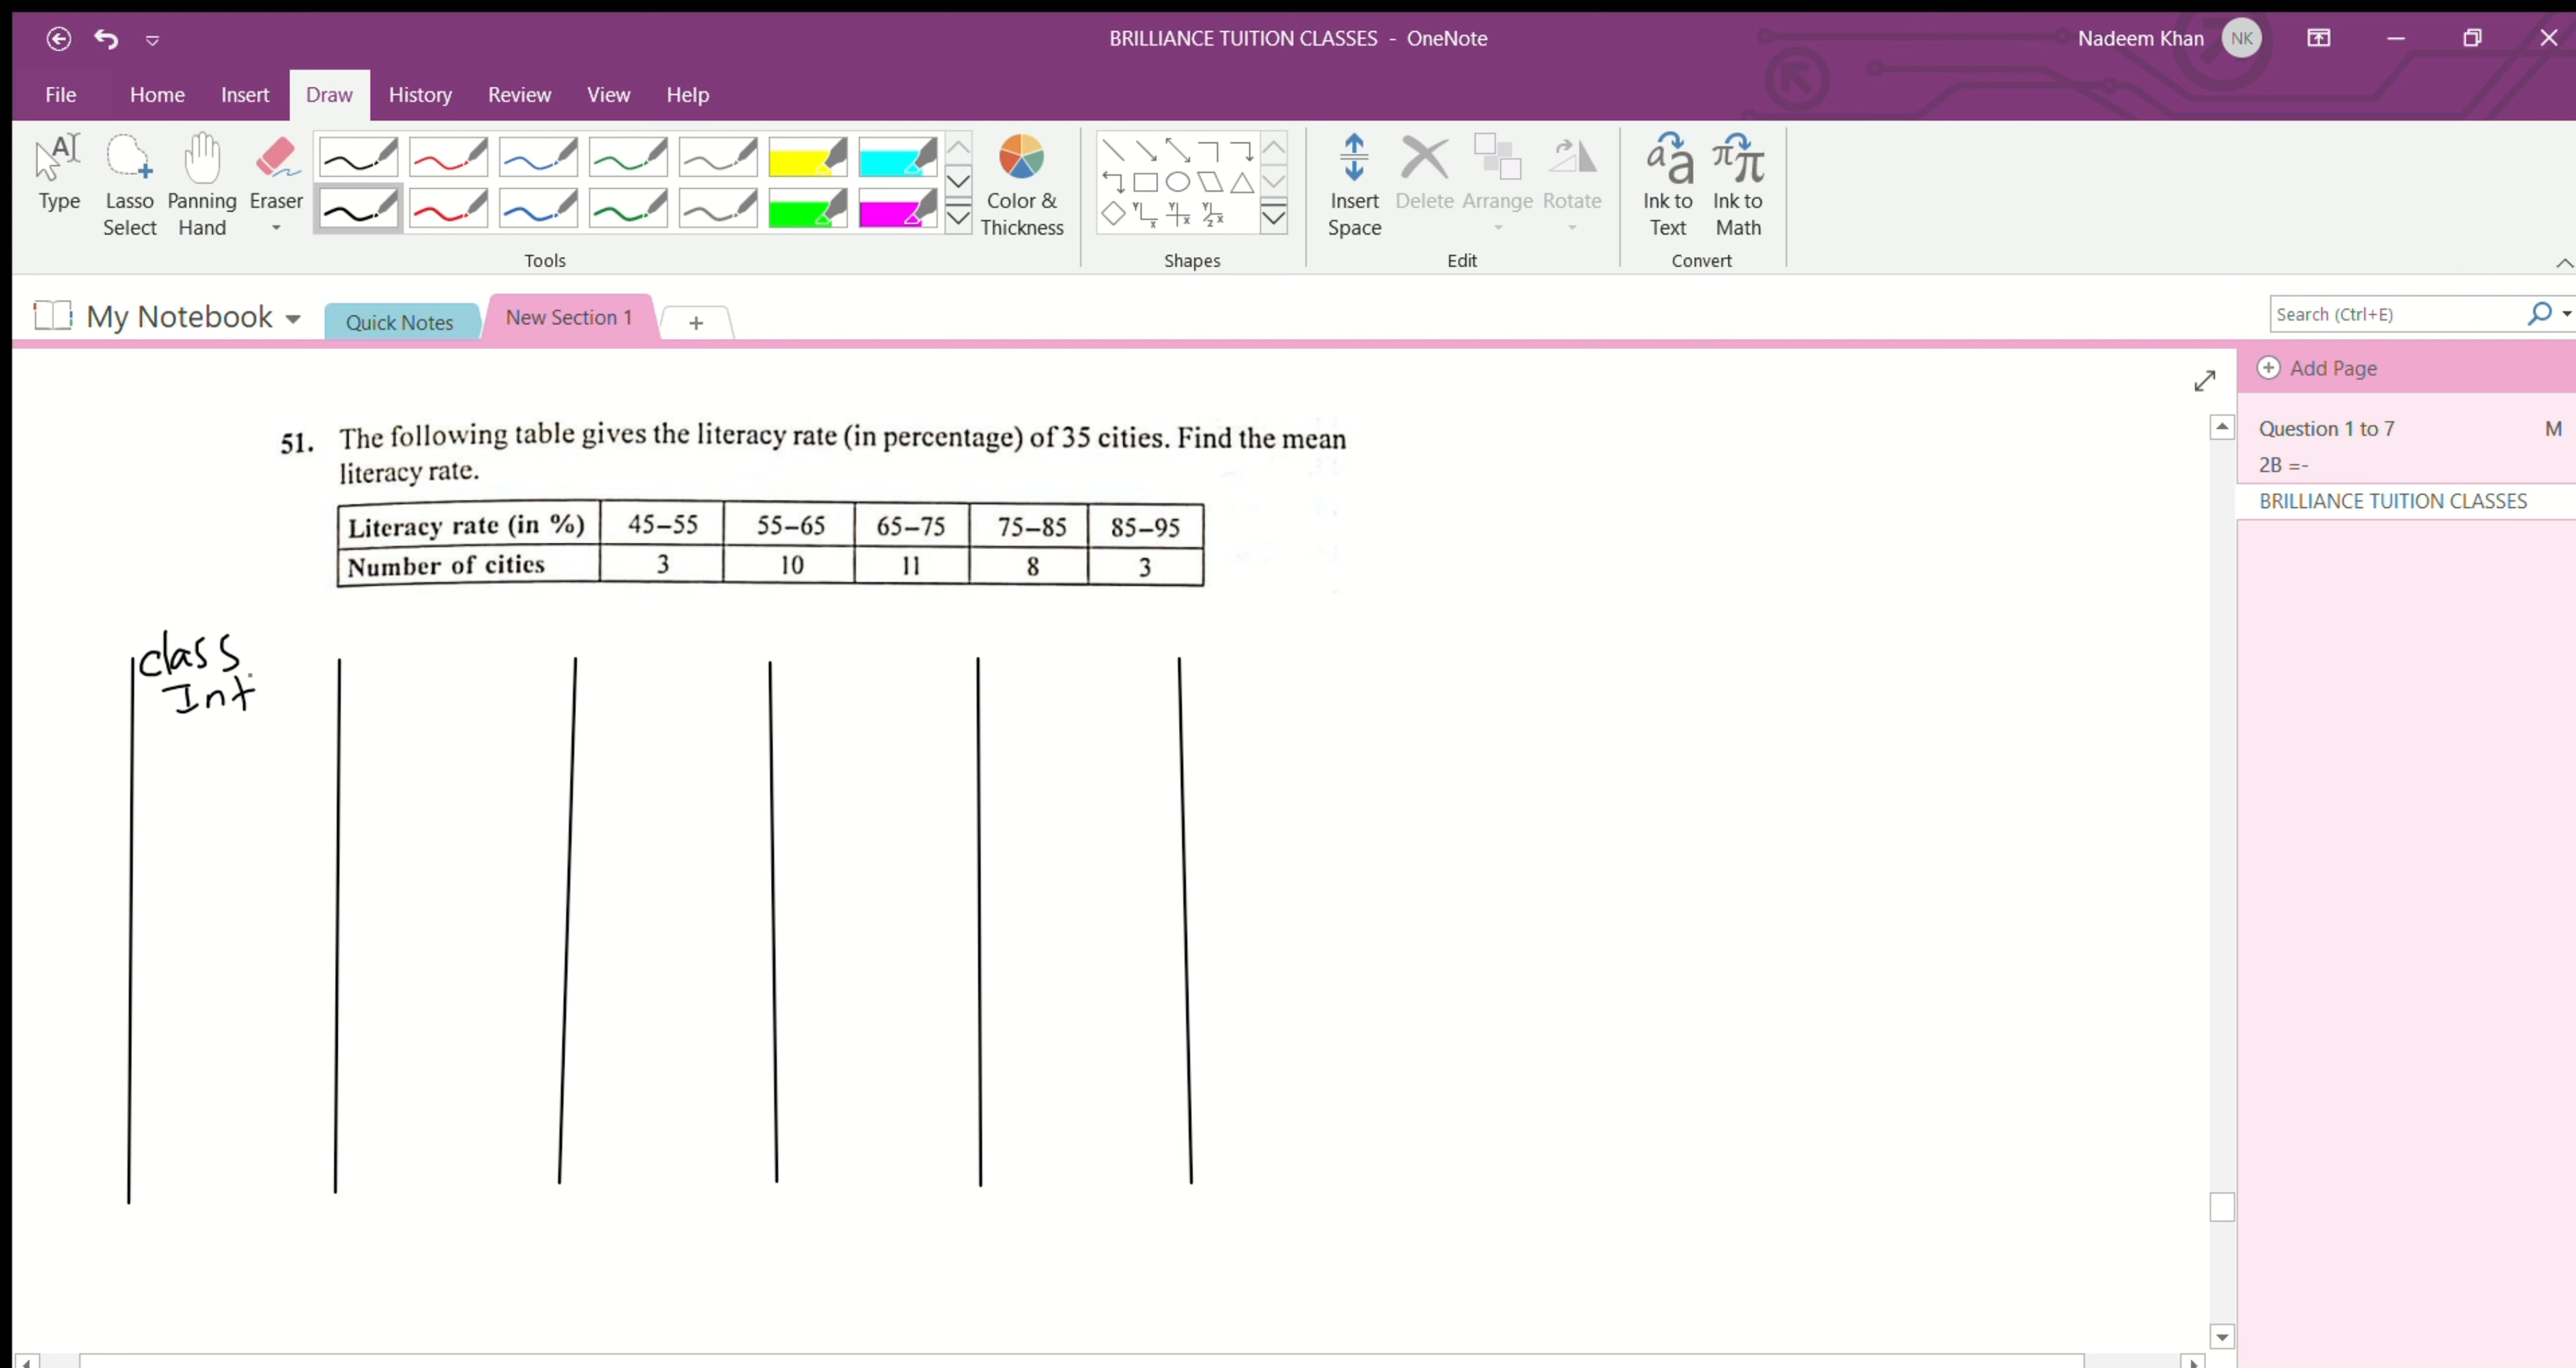 BRILLIANCE TUITION CLASSES - OneNote
Nadeem Khan NK
File Home Insert Draw History Review View Help
Type
Lasso Select
Panning Hand
Eraser
Color & Thickness
Insert Space
Delete
Arrange
Rotate
Ink to Text
Ink to Math
Tools
Shapes
Edit
Convert
My Notebook
Quick Notes
New Section 1
Search (Ctrl+E)
Add Page
Question 1 to 7 M
2B =-
BRILLIANCE TUITION CLASSES
51. The following table gives the literacy rate (in percentage) of 35 cities. Find the mean
literacy rate.
Literacy rate (in %) 45–55 55–65 65–75 75–85 85–95
Number of cities 3 10 11 8 3
class
Int